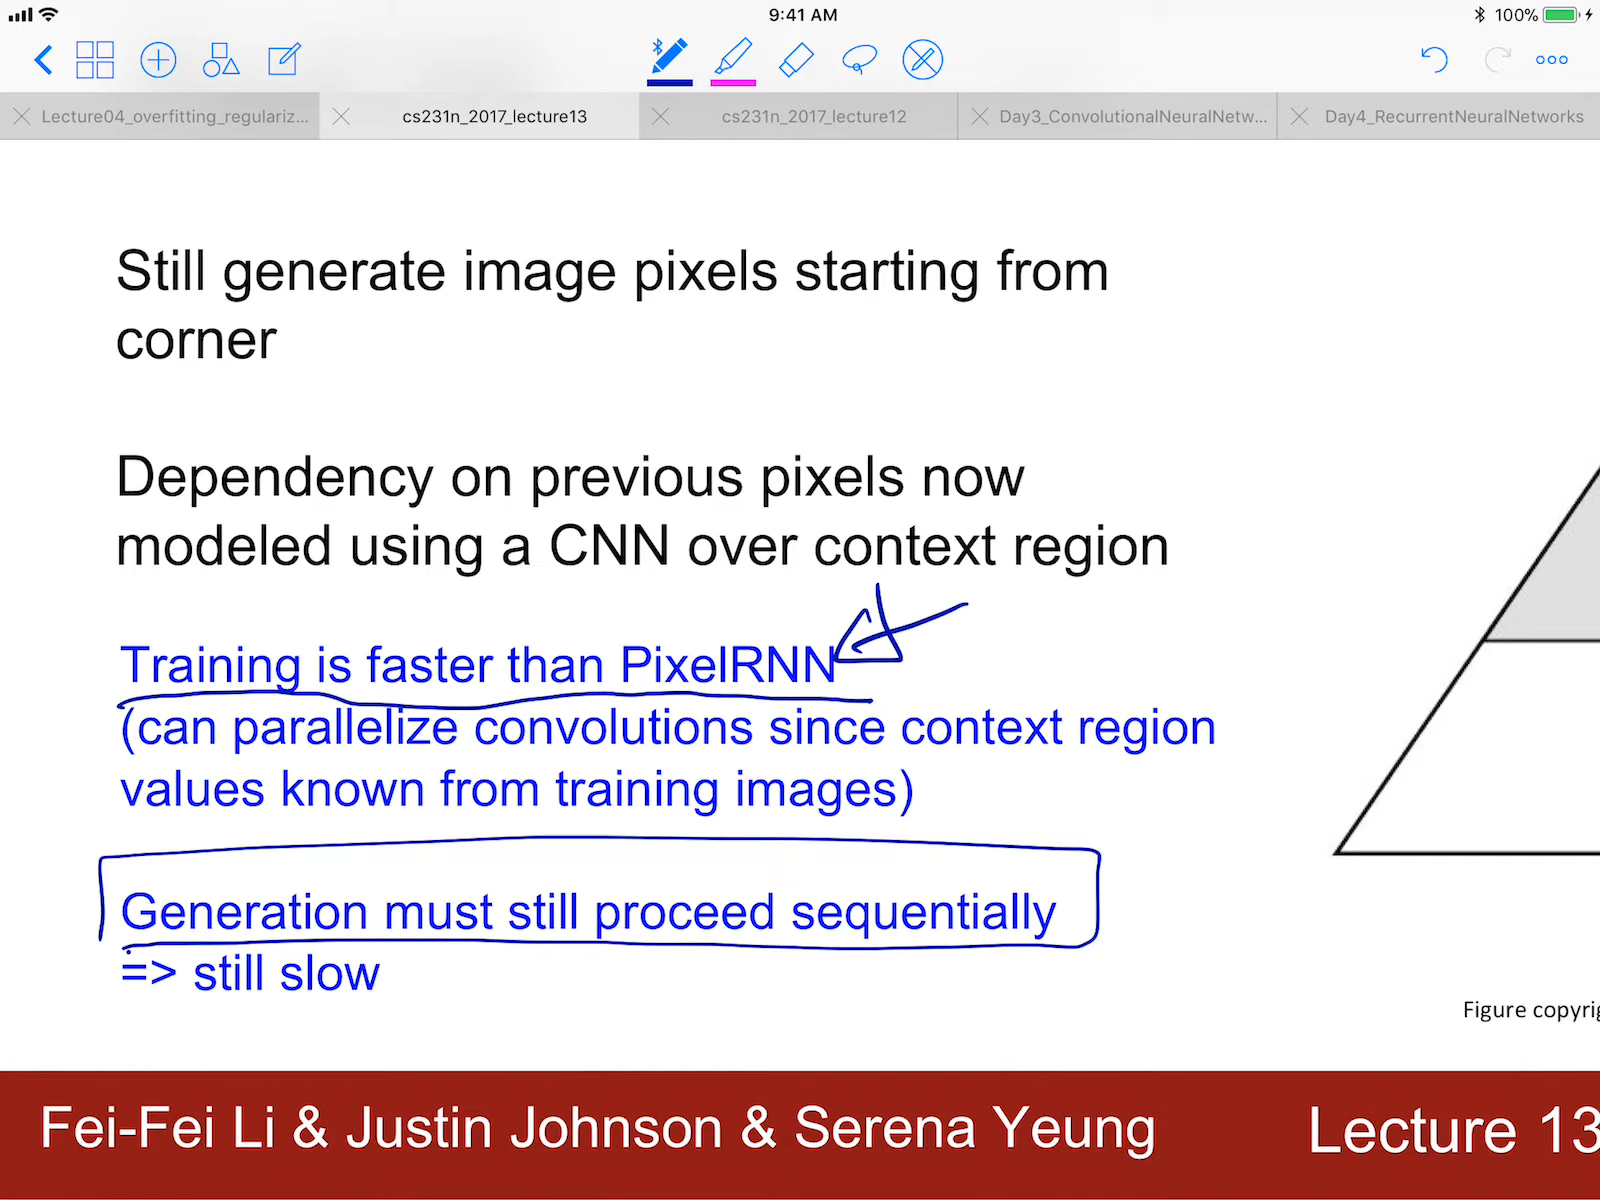 9:41 AM
100%
Lecture04_overfitting_regulariz...
cs231n_2017_lecture13
cs231n_2017_lecture12
Day3_ConvolutionalNeuralNetw...
Day4_RecurrentNeuralNetworks
Still generate image pixels starting from
corner
Dependency on previous pixels now
modeled using a CNN over context region
Training is faster than PixelRNN
(can parallelize convolutions since context region
values known from training images)
Generation must still proceed sequentially
=> still slow
Figure copyrig
Fei-Fei Li & Justin Johnson & Serena Yeung
Lecture 13